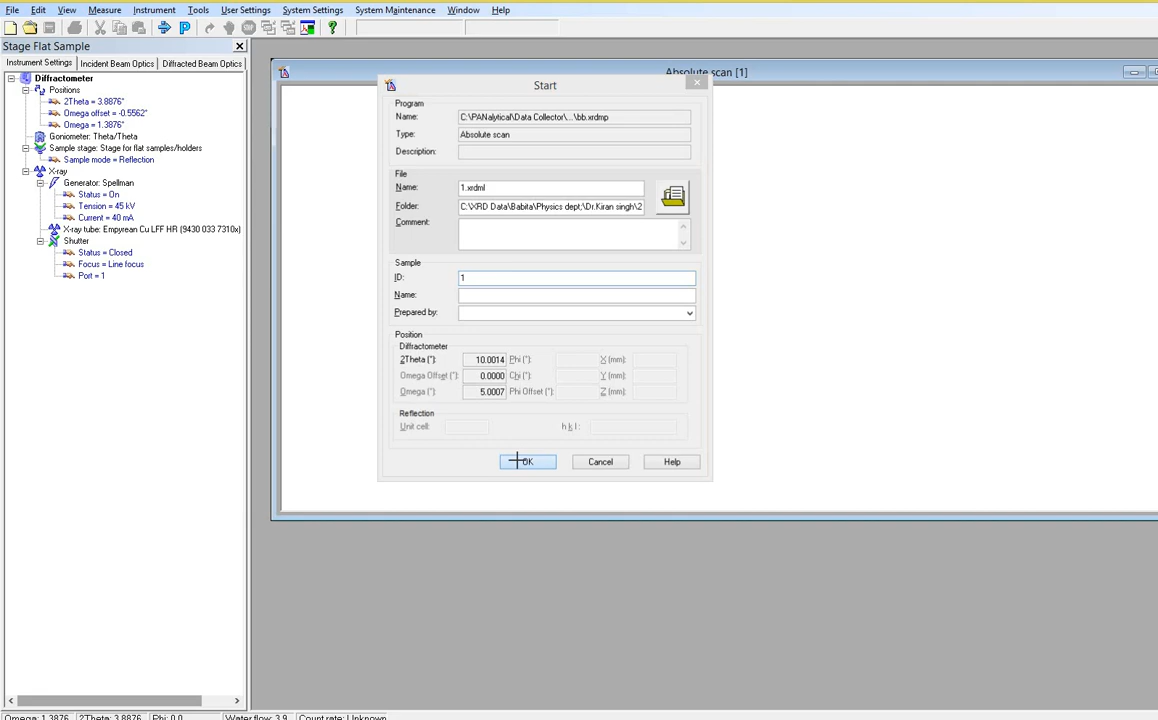 File Edit View Measure Instrument Tools User Settings System Settings System Maintenance Window Help
Stage Flat Sample
Instrument Settings Incident Beam Optics Diffracted Beam Optics
Diffractometer
Positions
2Theta = 3.8876°
Omega offset = -0.5562°
Omega = 1.3876°
Goniometer: Theta/Theta
Sample stage: Stage for flat samples/holders
Sample mode = Reflection
X-ray
Generator: Spellman
Status = On
Tension = 45 kV
Current = 40 mA
X-ray tube: Empyrean Cu LFF HR (9430 033 7310x)
Shutter
Status = Closed
Focus = Line focus
Port = 1
Absolute scan [1]
Start
Program
Name: C:\PANalytical\Data Collector\...\bb.xrdmp
Type: Absolute scan
Description:
File
Name: 1.xrdml
Folder: C:\XRD Data\Babita\Physics dept;\Dr.Kiran singh\2
Comment:
Sample
ID: 1
Name:
Prepared by:
Position
Diffractometer
2Theta (°): 10.0014 Phi (°): X (mm):
Omega Offset (°): 0.0000 Chi (°): Y (mm):
Omega (°): 5.0007 Phi Offset (°): Z (mm):
Reflection
Unit cell: h k l :
OK Cancel Help
Omega: 1.3876 2Theta: 3.8876 Phi: 0.0 Water flow: 3.9 Count rate: Unknown